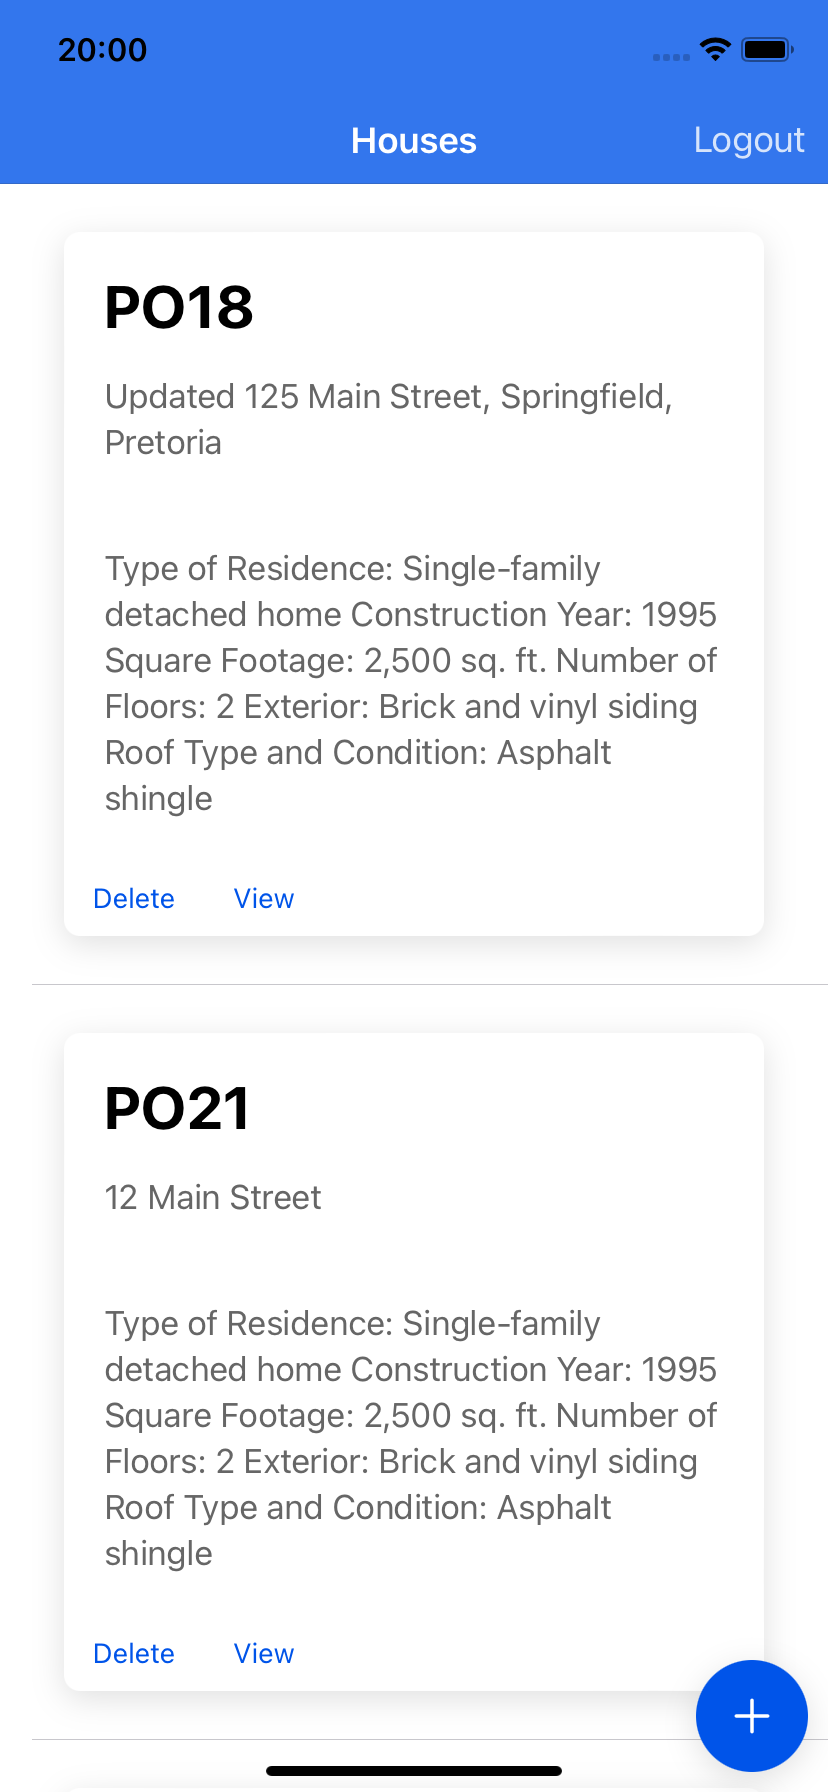 20:00
Houses
Logout
PO18
Updated 125 Main Street, Springfield,
Pretoria
Type of Residence: Single-family
detached home Construction Year: 1995
Square Footage: 2,500 sq. ft. Number of
Floors: 2 Exterior: Brick and vinyl siding
Roof Type and Condition: Asphalt
shingle
Delete View
PO21
12 Main Street
Type of Residence: Single-family
detached home Construction Year: 1995
Square Footage: 2,500 sq. ft. Number of
Floors: 2 Exterior: Brick and vinyl siding
Roof Type and Condition: Asphalt
shingle
Delete View